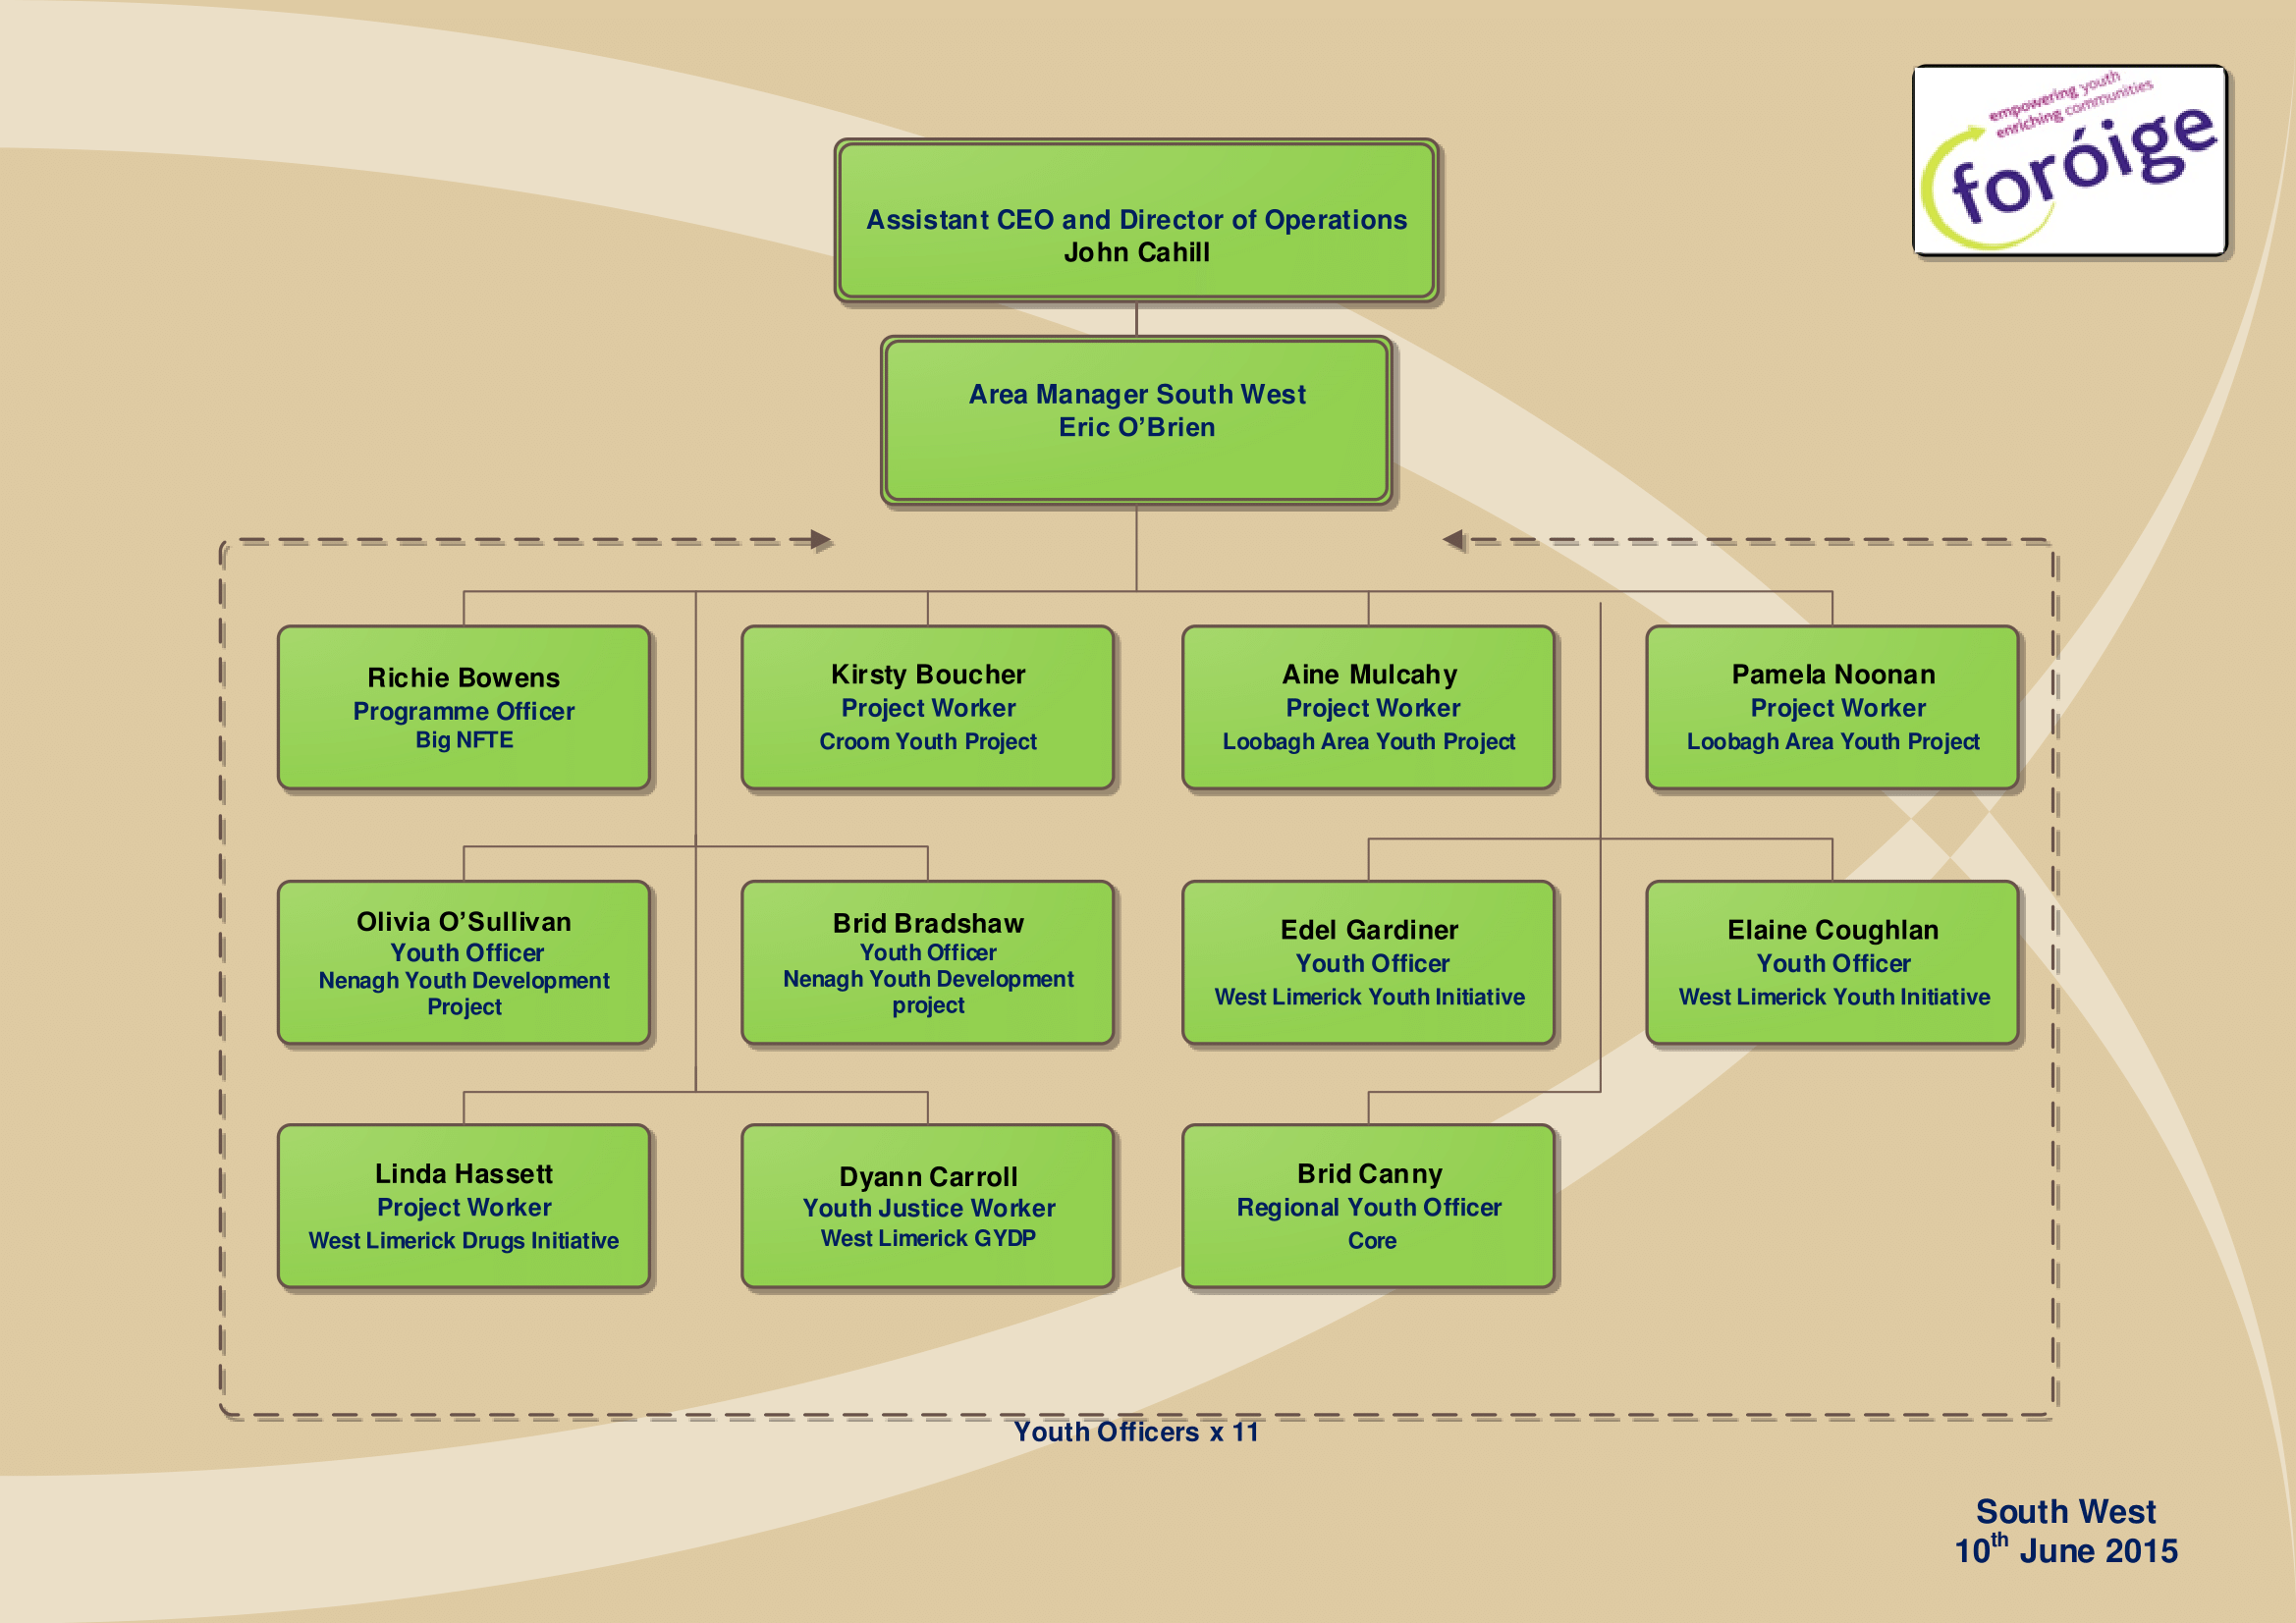 empowering youth
enriching communities
foróige
Assistant CEO and Director of Operations
John Cahill
Area Manager South West
Eric O’Brien
Richie Bowens
Programme Officer
Big NFTE
Kirsty Boucher
Project Worker
Croom Youth Project
Aine Mulcahy
Project Worker
Loobagh Area Youth Project
Pamela Noonan
Project Worker
Loobagh Area Youth Project
Olivia O’Sullivan
Youth Officer
Nenagh Youth Development
Project
Brid Bradshaw
Youth Officer
Nenagh Youth Development
project
Edel Gardiner
Youth Officer
West Limerick Youth Initiative
Elaine Coughlan
Youth Officer
West Limerick Youth Initiative
Linda Hassett
Project Worker
West Limerick Drugs Initiative
Dyann Carroll
Youth Justice Worker
West Limerick GYDP
Brid Canny
Regional Youth Officer
Core
Youth Officers x 11
South West
10th June 2015